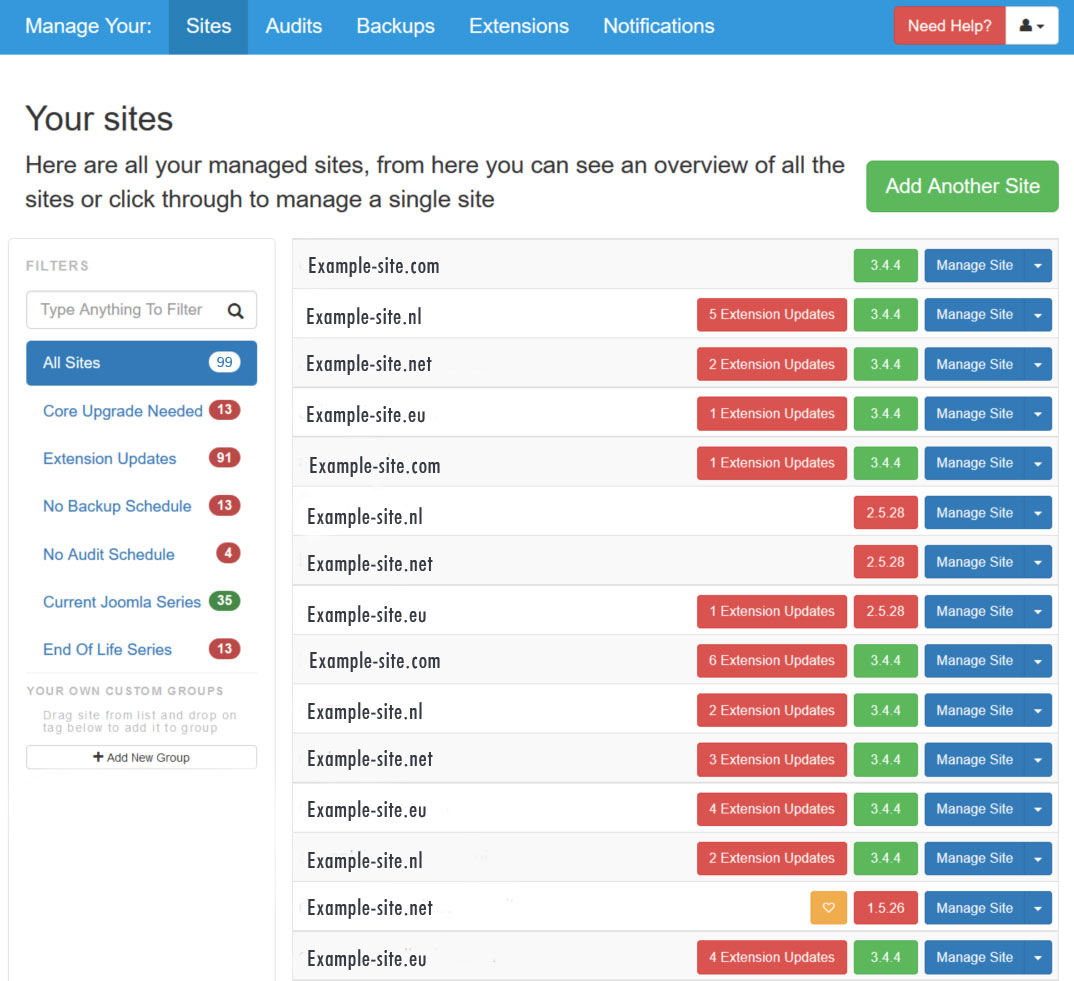 Manage Your: Sites Audits Backups Extensions Notifications Need Help?
Your sites
Here are all your managed sites, from here you can see an overview of all the
sites or click through to manage a single site
Add Another Site
FILTERS
Type Anything To Filter
All Sites 99
Core Upgrade Needed 13
Extension Updates 91
No Backup Schedule 13
No Audit Schedule 4
Current Joomla Series 35
End Of Life Series 13
YOUR OWN CUSTOM GROUPS
Drag site from list and drop on
tag below to add it to group
+ Add New Group
Example-site.com 3.4.4 Manage Site
Example-site.nl 5 Extension Updates 3.4.4 Manage Site
Example-site.net 2 Extension Updates 3.4.4 Manage Site
Example-site.eu 1 Extension Updates 3.4.4 Manage Site
Example-site.com 1 Extension Updates 3.4.4 Manage Site
Example-site.nl 2.5.28 Manage Site
Example-site.net 2.5.28 Manage Site
Example-site.eu 1 Extension Updates 2.5.28 Manage Site
Example-site.com 6 Extension Updates 3.4.4 Manage Site
Example-site.nl 2 Extension Updates 3.4.4 Manage Site
Example-site.net 3 Extension Updates 3.4.4 Manage Site
Example-site.eu 4 Extension Updates 3.4.4 Manage Site
Example-site.nl 2 Extension Updates 3.4.4 Manage Site
Example-site.net 1.5.26 Manage Site
Example-site.eu 4 Extension Updates 3.4.4 Manage Site